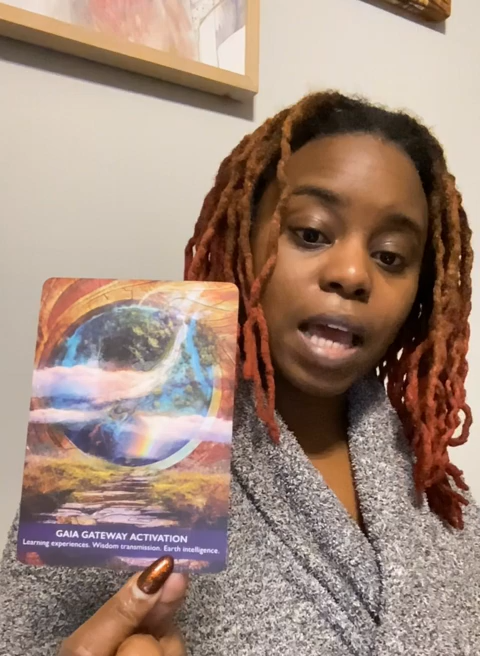 GAIA GATEWAY ACTIVATION
Learning experiences. Wisdom transmission. Earth intelligence.